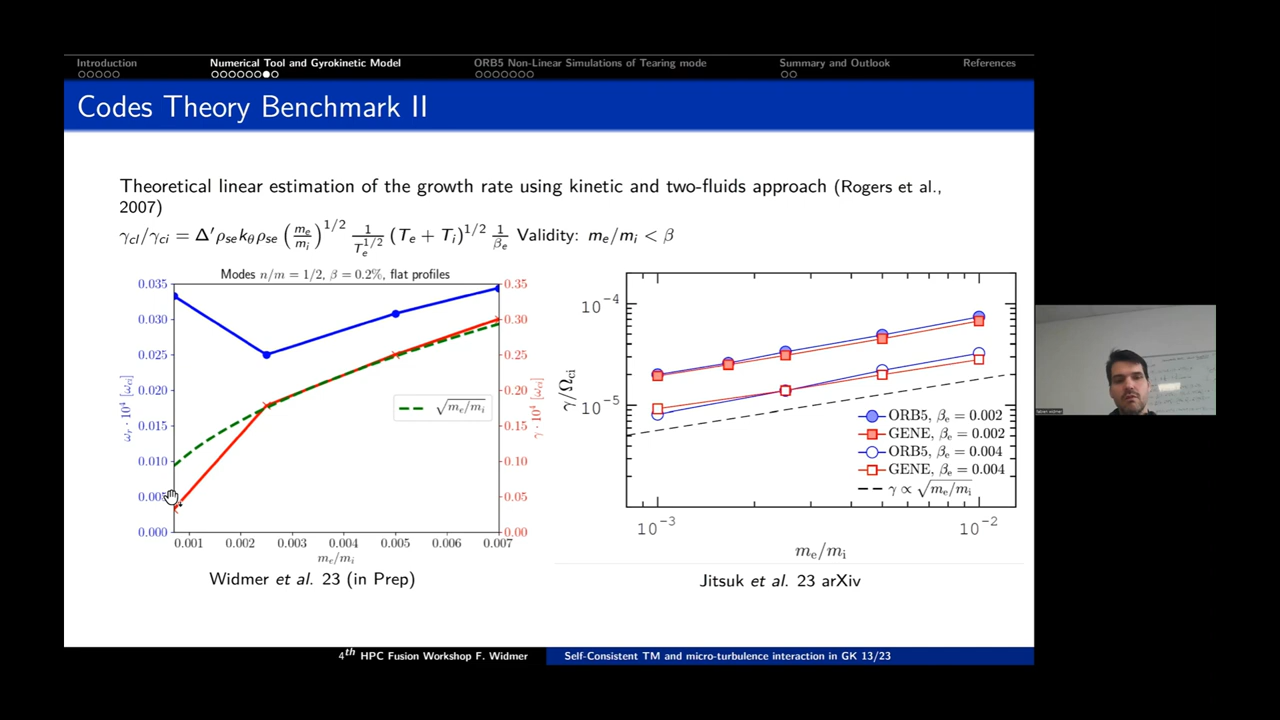 Introduction
Numerical Tool and Gyrokinetic Model
ORB5 Non-Linear Simulations of Tearing mode
Summary and Outlook
References
Codes Theory Benchmark II
Theoretical linear estimation of the growth rate using kinetic and two-fluids approach (Rogers et al.,
2007)
γ_cl/γ_ci = Δ′ρ_se k_θ ρ_se (m_e/m_i)^1/2 1/T_e^1/2 (T_e + T_i)^1/2 1/β_e Validity: m_e/m_i < β
Modes n/m = 1/2, β = 0.2%, flat profiles
0.035
0.030
0.025
0.020
0.015
0.010
0.000
ω_r · 10^4 [ω_ci]
0.35
0.30
0.25
0.20
0.15
0.10
0.05
0.00
γ · 10^4 [ω_ci]
√m_e/m_i
0.001 0.002 0.003 0.004 0.005 0.006 0.007
m_e/m_i
Widmer et al. 23 (in Prep)
10^-4
10^-5
γ/Ω_ci
ORB5, β_e = 0.002
GENE, β_e = 0.002
ORB5, β_e = 0.004
GENE, β_e = 0.004
γ ∝ √m_e/m_i
10^-3 10^-2
m_e/m_i
Jitsuk et al. 23 arXiv
4^th HPC Fusion Workshop F. Widmer
Self-Consistent TM and micro-turbulence interaction in GK 13/23